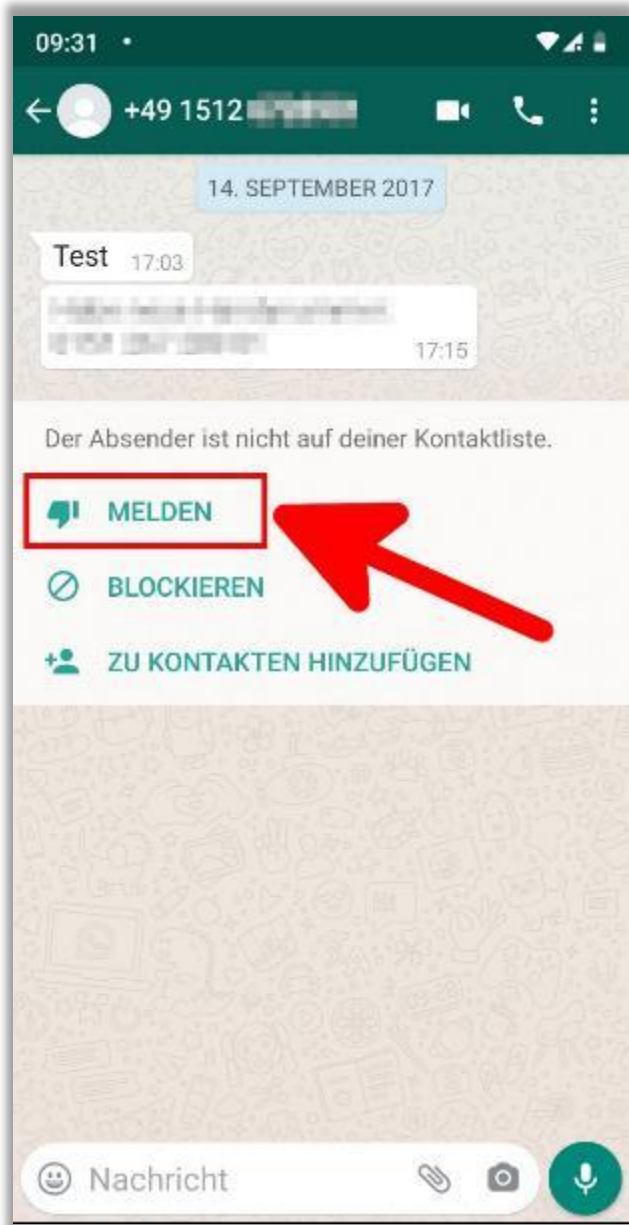 09:31
+49 1512
14. SEPTEMBER 2017
Test 17:03
17:15
Der Absender ist nicht auf deiner Kontaktliste.
MELDEN
BLOCKIEREN
ZU KONTAKTEN HINZUFÜGEN
Nachricht